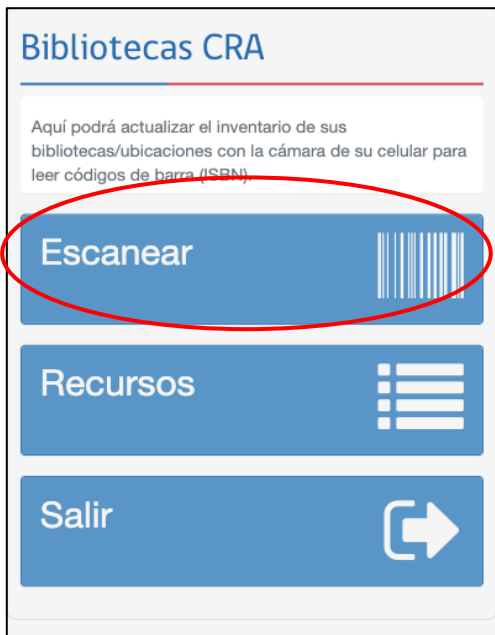 Bibliotecas CRA
Aquí podrá actualizar el inventario de sus
bibliotecas/ubicaciones con la cámara de su celular para
leer códigos de barra (ISBN).
Escanear
Recursos
Salir